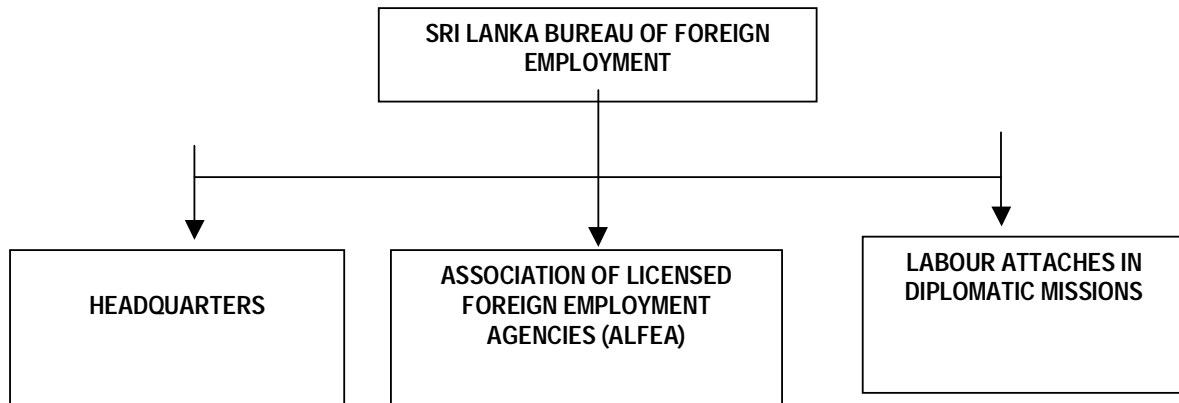 SRI LANKA BUREAU OF FOREIGN
EMPLOYMENT
HEADQUARTERS
ASSOCIATION OF LICENSED
FOREIGN EMPLOYMENT
AGENCIES (ALFEA)
LABOUR ATTACHES IN
DIPLOMATIC MISSIONS